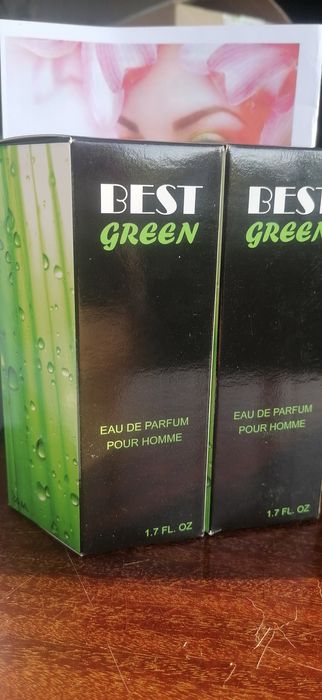 BEST
GREEN
EAU DE PARFUM
POUR HOMME
1.7 FL. OZ
BEST
GREEN
EAU DE PARFUM
POUR HOMME
1.7 FL. OZ